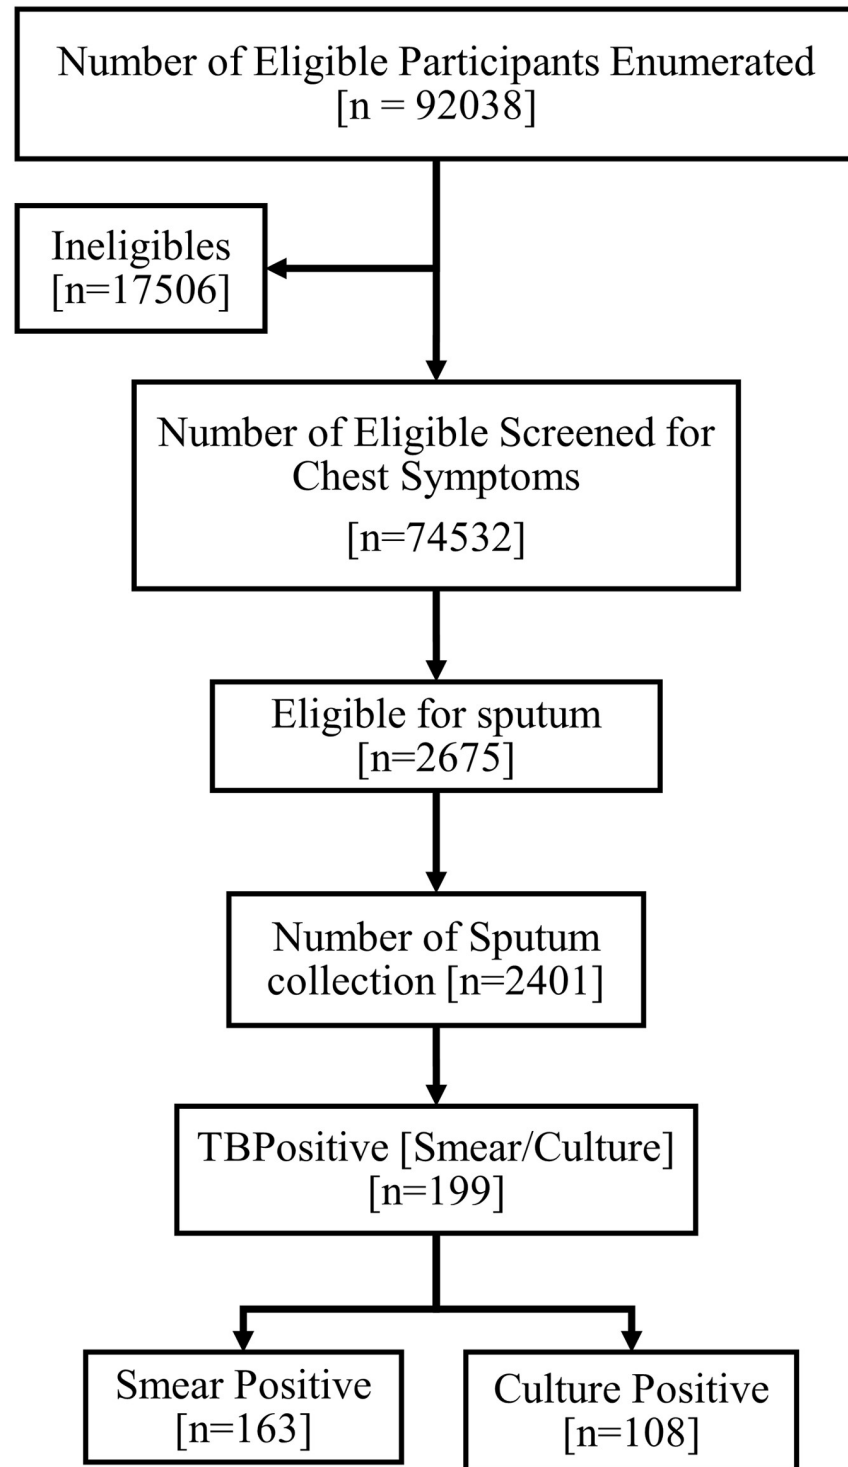 Number of Eligible Participants Enumerated
[n = 92038]
Ineligibles
[n=17506]
Number of Eligible Screened for
Chest Symptoms
[n=74532]
Eligible for sputum
[n=2675]
Number of Sputum
collection [n=2401]
TBPositive [Smear/Culture]
[n=199]
Smear Positive
[n=163]
Culture Positive
[n=108]